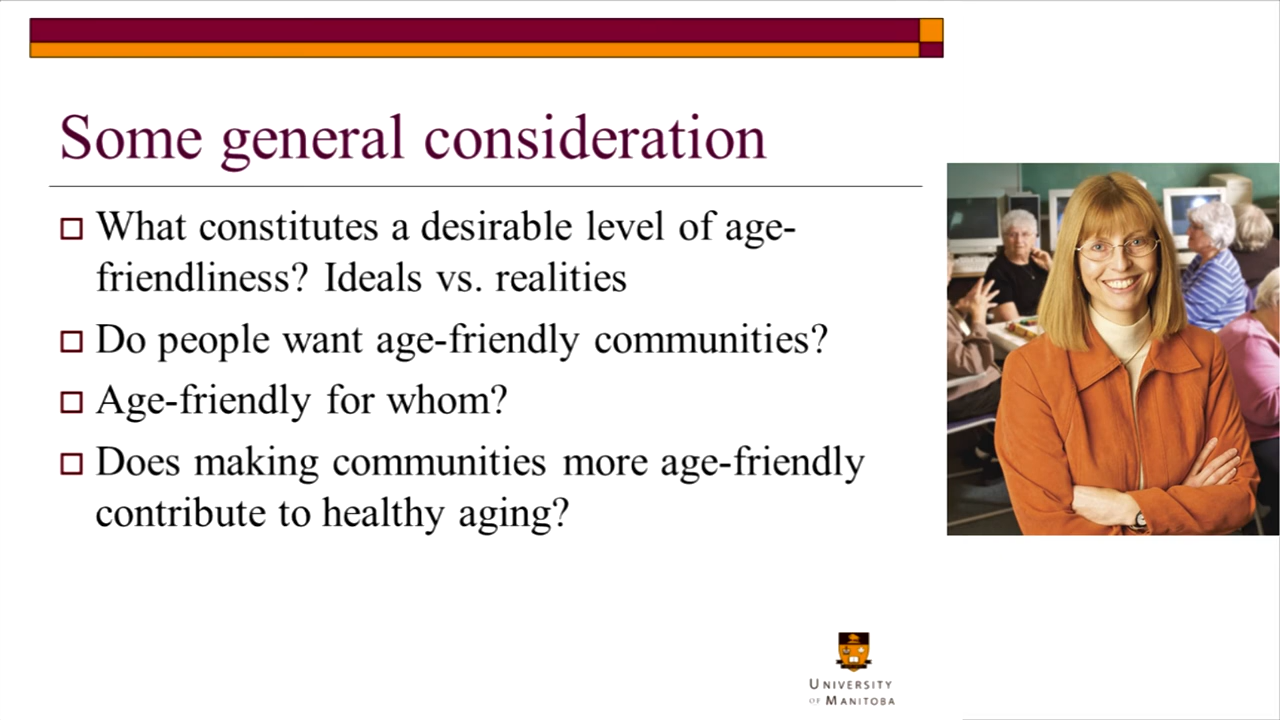 Some general consideration
What constitutes a desirable level of age-
friendliness? Ideals vs. realities
Do people want age-friendly communities?
Age-friendly for whom?
Does making communities more age-friendly
contribute to healthy aging?
UNIVERSITY
OF MANITOBA